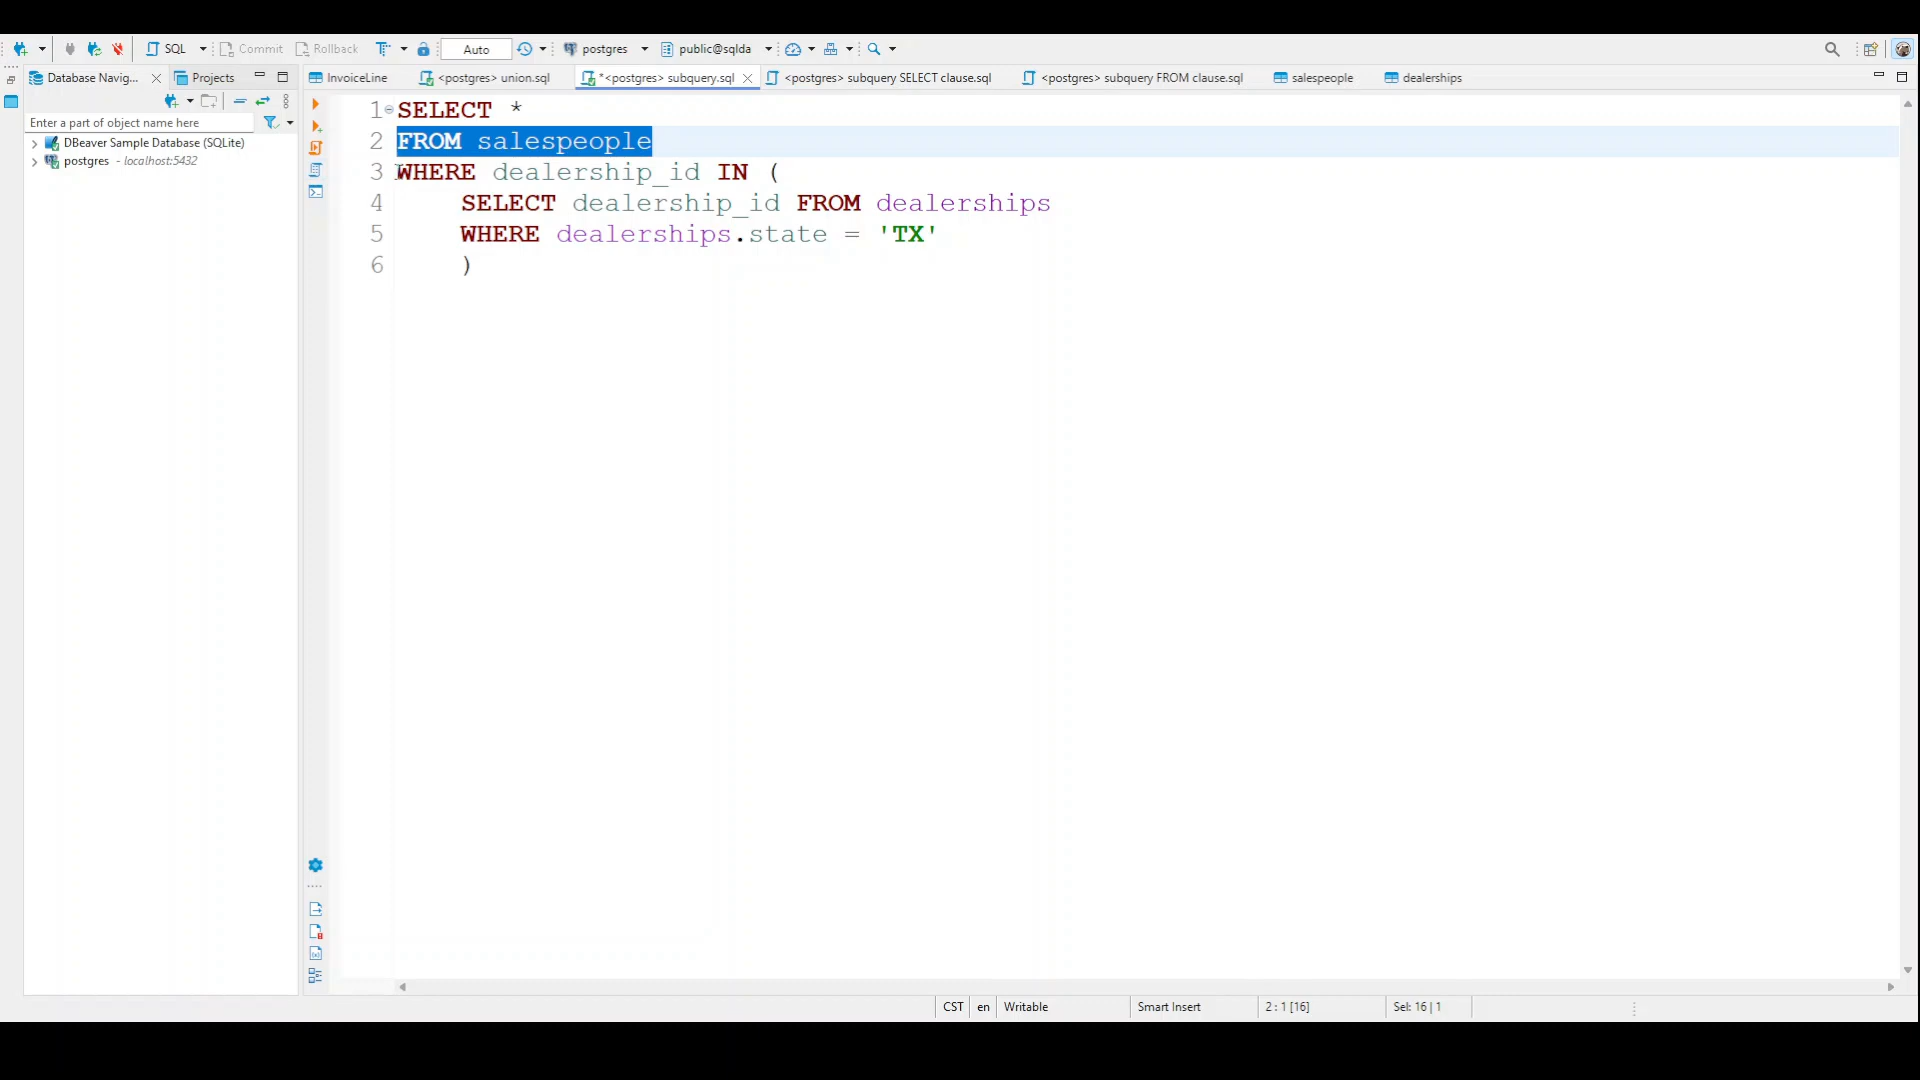 SQL
Commit
Rollback
Auto
postgres
public@sqlda
Database Navig...
Projects
InvoiceLine
<postgres> union.sql
*<postgres> subquery.sql
<postgres> subquery SELECT clause.sql
<postgres> subquery FROM clause.sql
salespeople
dealerships
Enter a part of object name here
DBeaver Sample Database (SQLite)
postgres - localhost:5432
1 SELECT *
2 FROM salespeople
3 WHERE dealership_id IN (
4 SELECT dealership_id FROM dealerships
5 WHERE dealerships.state = 'TX'
6 )
CST
en
Writable
Smart Insert
2 : 1 [16]
Sel: 16 | 1